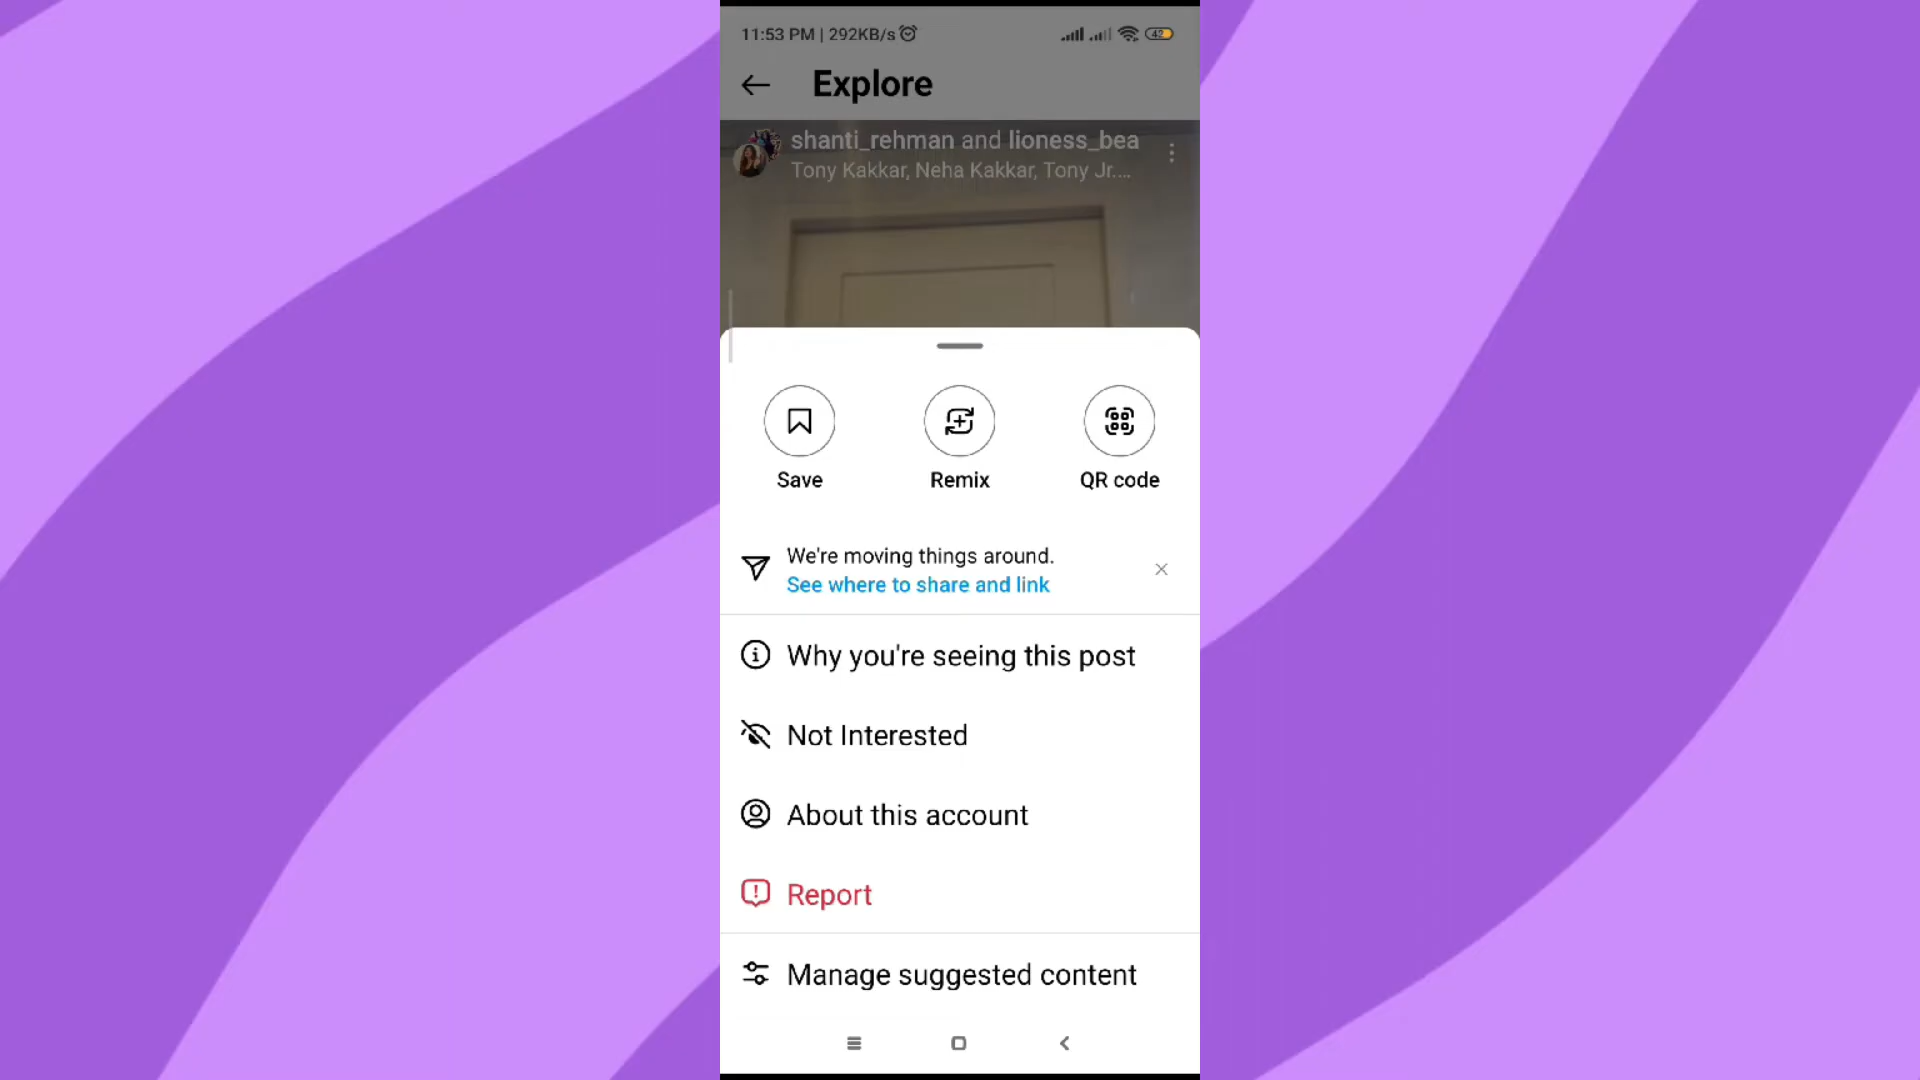 11:53 PM | 292KB/s
42
Explore
shanti_rehman and lioness_bea
Tony Kakkar, Neha Kakkar, Tony Jr....
Save
Remix
QR code
We're moving things around.
See where to share and link
Why you're seeing this post
Not Interested
About this account
Report
Manage suggested content